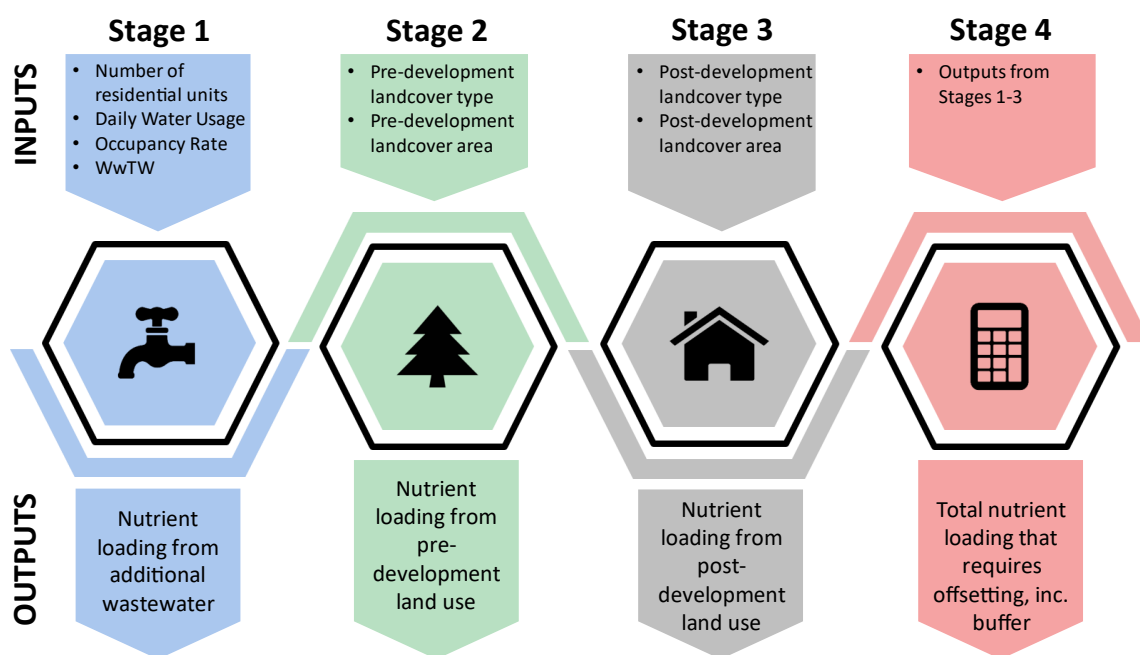 Stage 1
Stage 2
Stage 3
Stage 4
INPUTS
• Number of
residential units
• Daily Water Usage
• Occupancy Rate
• WwTW
• Pre-development
landcover type
• Pre-development
landcover area
• Post-development
landcover type
• Post-development
landcover area
• Outputs from
Stages 1-3
OUTPUTS
Nutrient
loading from
additional
wastewater
Nutrient
loading from
pre-
development
land use
Nutrient
loading from
post-
development
land use
Total nutrient
loading that
requires
offsetting, inc.
buffer